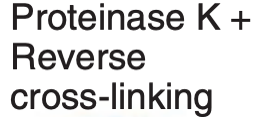 Proteinase K +
Reverse
cross-linking